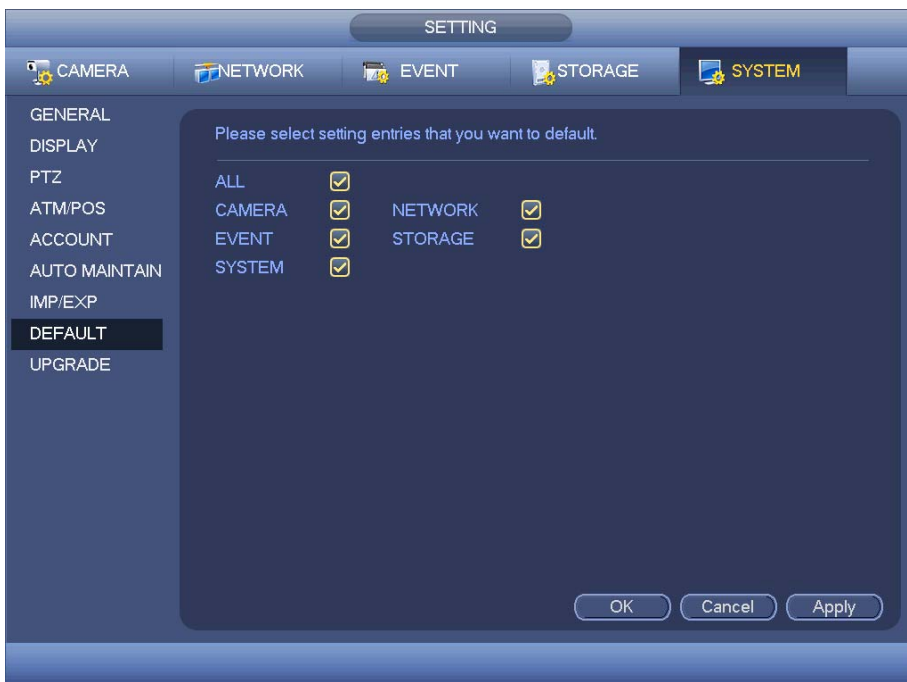 SETTING
CAMERA NETWORK EVENT STORAGE SYSTEM
GENERAL
DISPLAY
PTZ
ATM/POS
ACCOUNT
AUTO MAINTAIN
IMP/EXP
DEFAULT
UPGRADE
Please select setting entries that you want to default.
ALL
CAMERA NETWORK
EVENT STORAGE
SYSTEM
OK Cancel Apply